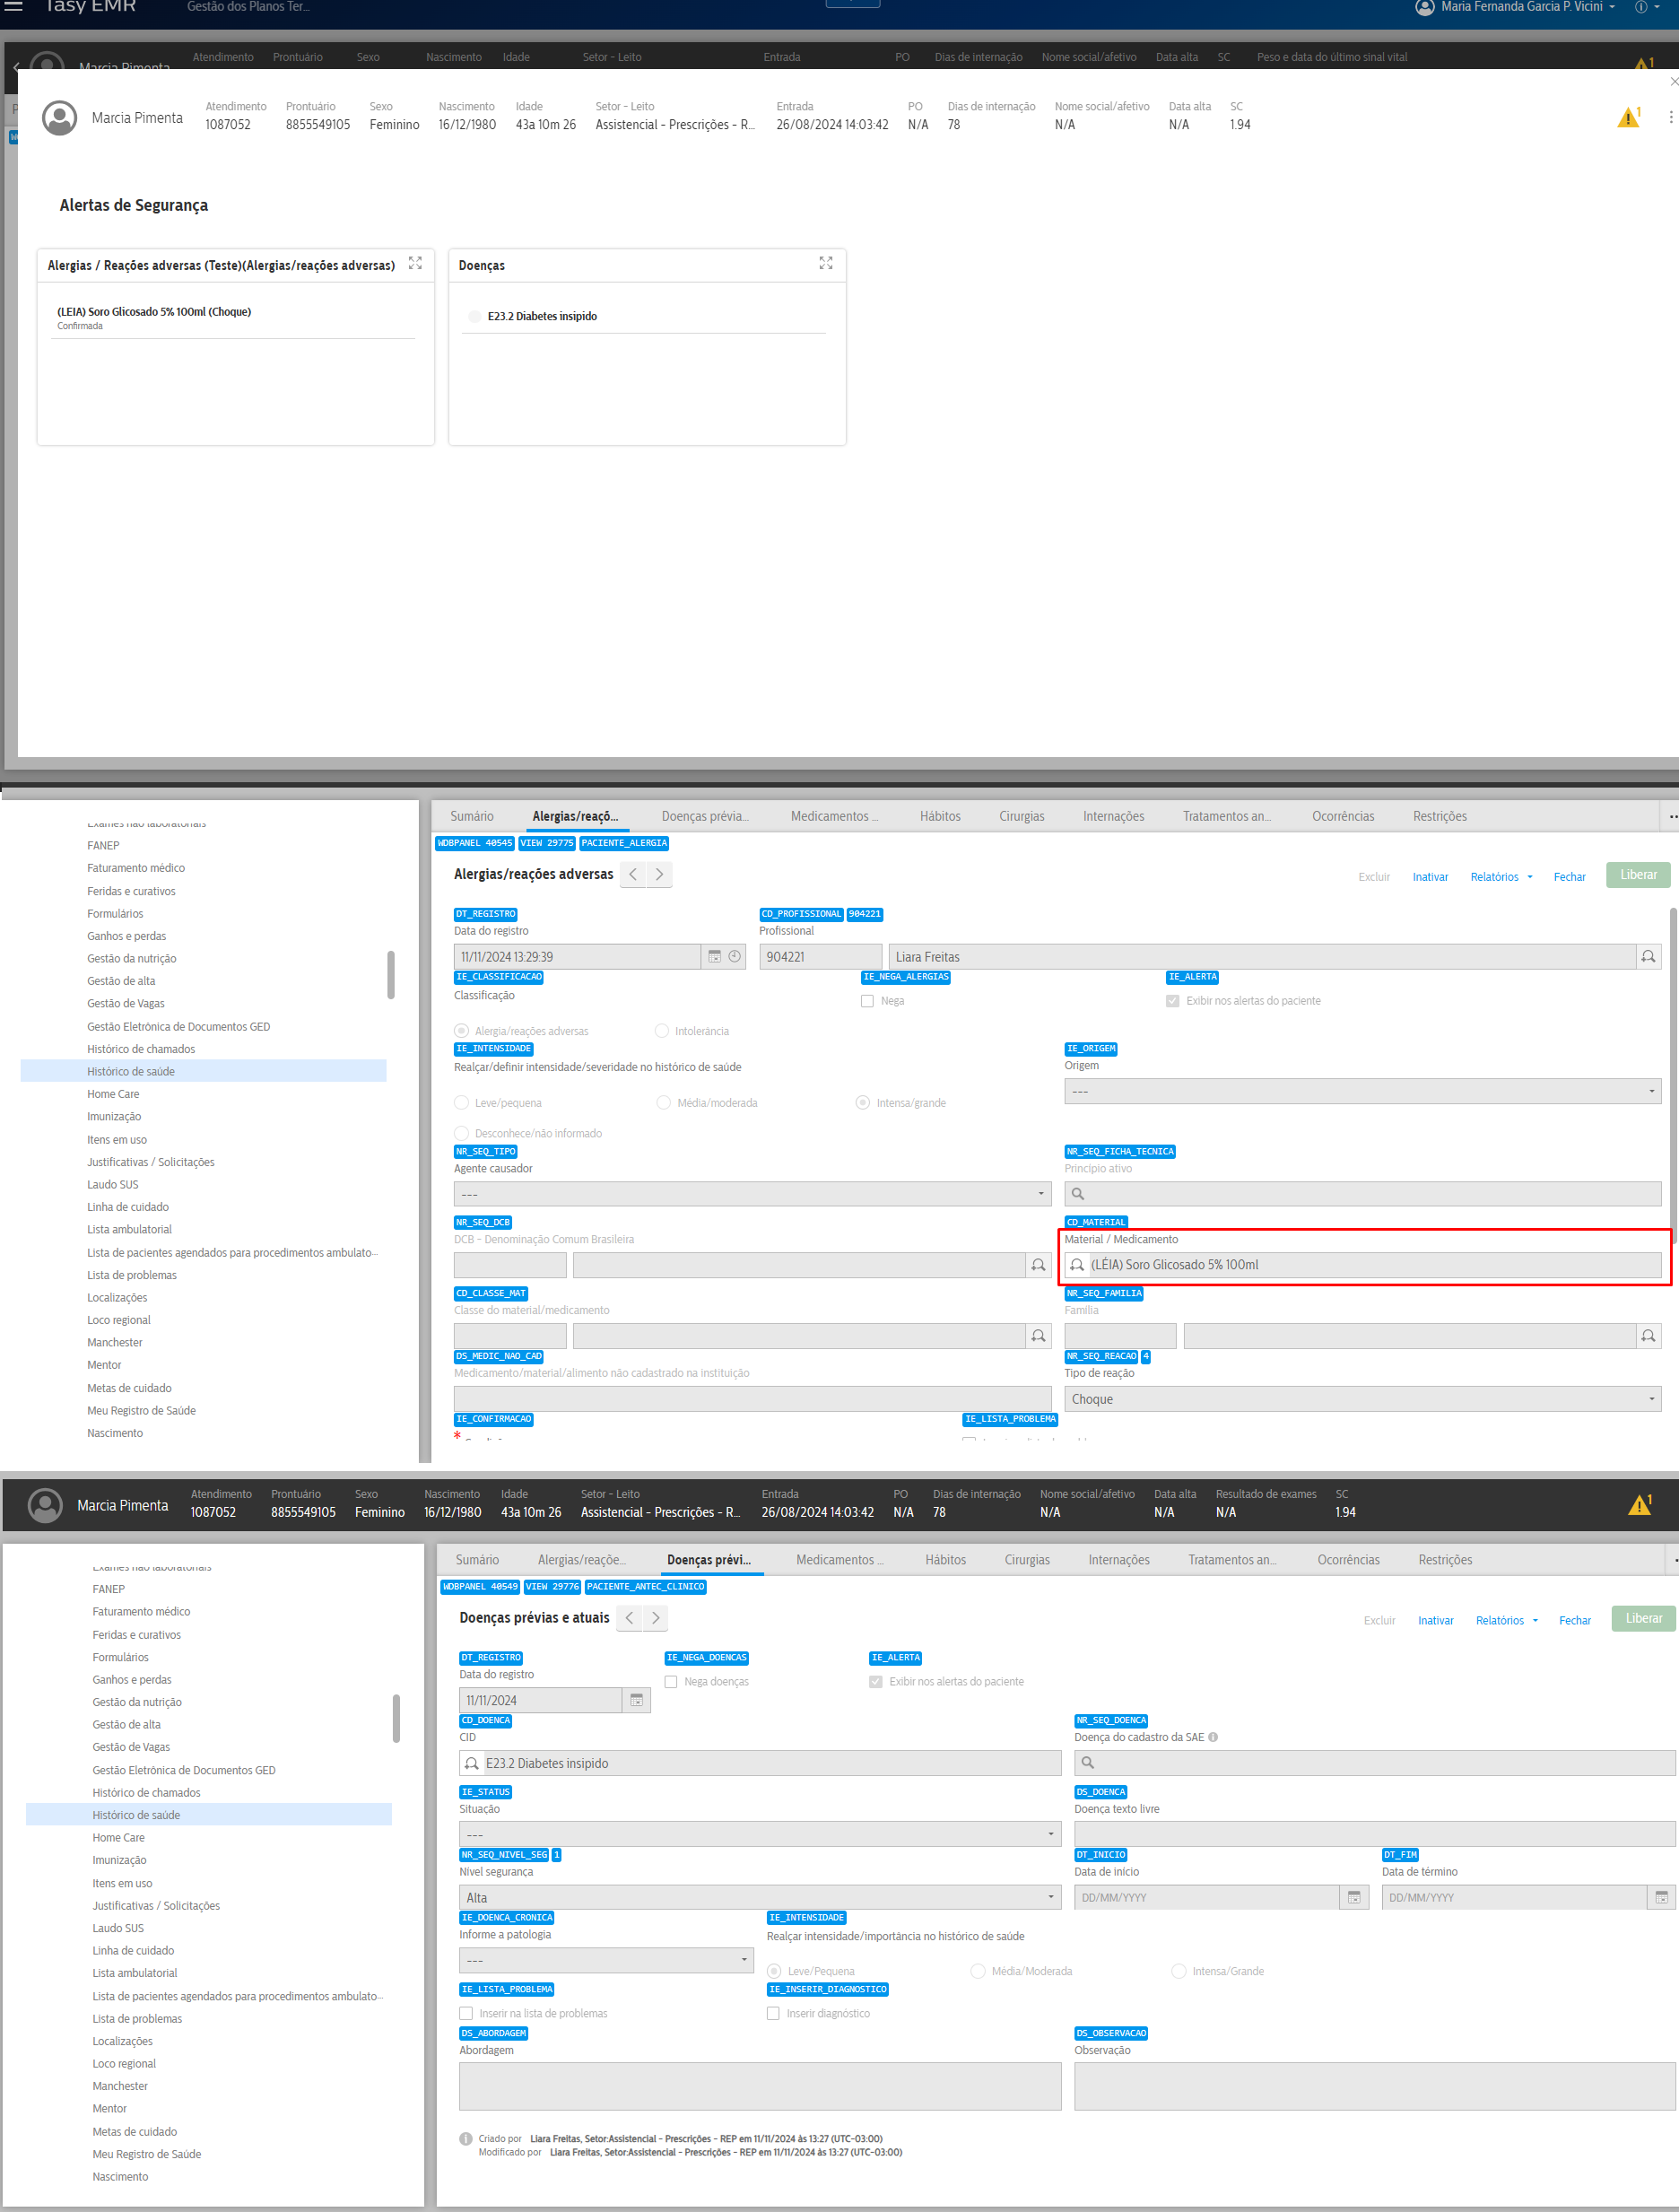 Tasy EMR Gestão dos Planos Ter... Maria Fernanda Garcia P. Vicini
Marcia Pimenta Atendimento Prontuário Sexo Nascimento Idade Setor - Leito Entrada PO Dias de internação Nome social/afetivo Data alta SC Peso e data do último sinal vital 1
Atendimento Prontuário Sexo Nascimento Idade Setor - Leito Entrada PO Dias de internação Nome social/afetivo Data alta SC
Marcia Pimenta 1087052 8855549105 Feminino 16/12/1980 43a 10m 26 Assistencial - Prescrições - R... 26/08/2024 14:03:42 N/A 78 N/A N/A 1.94 1
Alertas de Segurança
Alergias / Reações adversas (Teste)(Alergias/reações adversas)
(LEIA) Soro Glicosado 5% 100ml (Choque)
Confirmada
Doenças
E23.2 Diabetes insipido
Exames não laboratoriais
FANEP
Faturamento médico
Feridas e curativos
Formulários
Ganhos e perdas
Gestão da nutrição
Gestão de alta
Gestão de Vagas
Gestão Eletrônica de Documentos GED
Histórico de chamados
Histórico de saúde
Home Care
Imunização
Itens em uso
Justificativas / Solicitações
Laudo SUS
Linha de cuidado
Lista ambulatorial
Lista de pacientes agendados para procedimentos ambulato...
Lista de problemas
Localizações
Loco regional
Manchester
Mentor
Metas de cuidado
Meu Registro de Saúde
Nascimento
Sumário Alergias/reaçõ... Doenças prévia... Medicamentos ... Hábitos Cirurgias Internações Tratamentos an... Ocorrências Restrições
WDBPANEL 40545 VIEW 29775 PACIENTE_ALERGIA
Alergias/reações adversas Excluir Inativar Relatórios Fechar Liberar
DT_REGISTRO CD_PROFISSIONAL 904221
Data do registro Profissional
11/11/2024 13:29:39 904221 Liara Freitas
IE_CLASSIFICACAO IE_NEGA_ALERGIAS IE_ALERTA
Classificação Nega Exibir nos alertas do paciente
Alergia/reações adversas Intolerância
IE_INTENSIDADE IE_ORIGEM
Realçar/definir intensidade/severidade no histórico de saúde Origem
---
Leve/pequena Média/moderada Intensa/grande
Desconhece/não informado
NR_SEQ_TIPO NR_SEQ_FICHA_TECNICA
Agente causador Princípio ativo
---
NR_SEQ_DCB CD_MATERIAL
DCB - Denominação Comum Brasileira Material / Medicamento
(LÉIA) Soro Glicosado 5% 100ml
CD_CLASSE_MAT NR_SEQ_FAMILIA
Classe do material/medicamento Família
DS_MEDIC_NAO_CAD NR_SEQ_REACAO 4
Medicamento/material/alimento não cadastrado na instituição Tipo de reação
Choque
IE_CONFIRMACAO IE_LISTA_PROBLEMA
*
Atendimento Prontuário Sexo Nascimento Idade Setor - Leito Entrada PO Dias de internação Nome social/afetivo Data alta Resultado de exames SC
Marcia Pimenta 1087052 8855549105 Feminino 16/12/1980 43a 10m 26 Assistencial - Prescrições - R... 26/08/2024 14:03:42 N/A 78 N/A N/A N/A 1.94 1
Exames não laboratoriais
FANEP
Faturamento médico
Feridas e curativos
Formulários
Ganhos e perdas
Gestão da nutrição
Gestão de alta
Gestão de Vagas
Gestão Eletrônica de Documentos GED
Histórico de chamados
Histórico de saúde
Home Care
Imunização
Itens em uso
Justificativas / Solicitações
Laudo SUS
Linha de cuidado
Lista ambulatorial
Lista de pacientes agendados para procedimentos ambulato...
Lista de problemas
Localizações
Loco regional
Manchester
Mentor
Metas de cuidado
Meu Registro de Saúde
Nascimento
Sumário Alergias/reaçõe... Doenças prévi... Medicamentos ... Hábitos Cirurgias Internações Tratamentos an... Ocorrências Restrições
WDBPANEL 40549 VIEW 29776 PACIENTE_ANTEC_CLINICO
Doenças prévias e atuais Excluir Inativar Relatórios Fechar Liberar
DT_REGISTRO IE_NEGA_DOENCAS IE_ALERTA
Data do registro Nega doenças Exibir nos alertas do paciente
11/11/2024
CD_DOENCA NR_SEQ_DOENCA
CID Doença do cadastro da SAE
E23.2 Diabetes insipido
IE_STATUS DS_DOENCA
Situação Doença texto livre
---
NR_SEQ_NIVEL_SEG 1 DT_INICIO DT_FIM
Nível segurança Data de início Data de término
Alta DD/MM/YYYY DD/MM/YYYY
IE_DOENCA_CRONICA IE_INTENSIDADE
Informe a patologia Realçar intensidade/importância no histórico de saúde
--- Leve/Pequena Média/Moderada Intensa/Grande
IE_LISTA_PROBLEMA IE_INSERIR_DIAGNOSTICO
Inserir na lista de problemas Inserir diagnóstico
DS_ABORDAGEM DS_OBSERVACAO
Abordagem Observação
Criado por Liara Freitas, Setor:Assistencial - Prescrições - REP em 11/11/2024 às 13:27 (UTC-03:00)
Modificado por Liara Freitas, Setor:Assistencial - Prescrições - REP em 11/11/2024 às 13:27 (UTC-03:00)